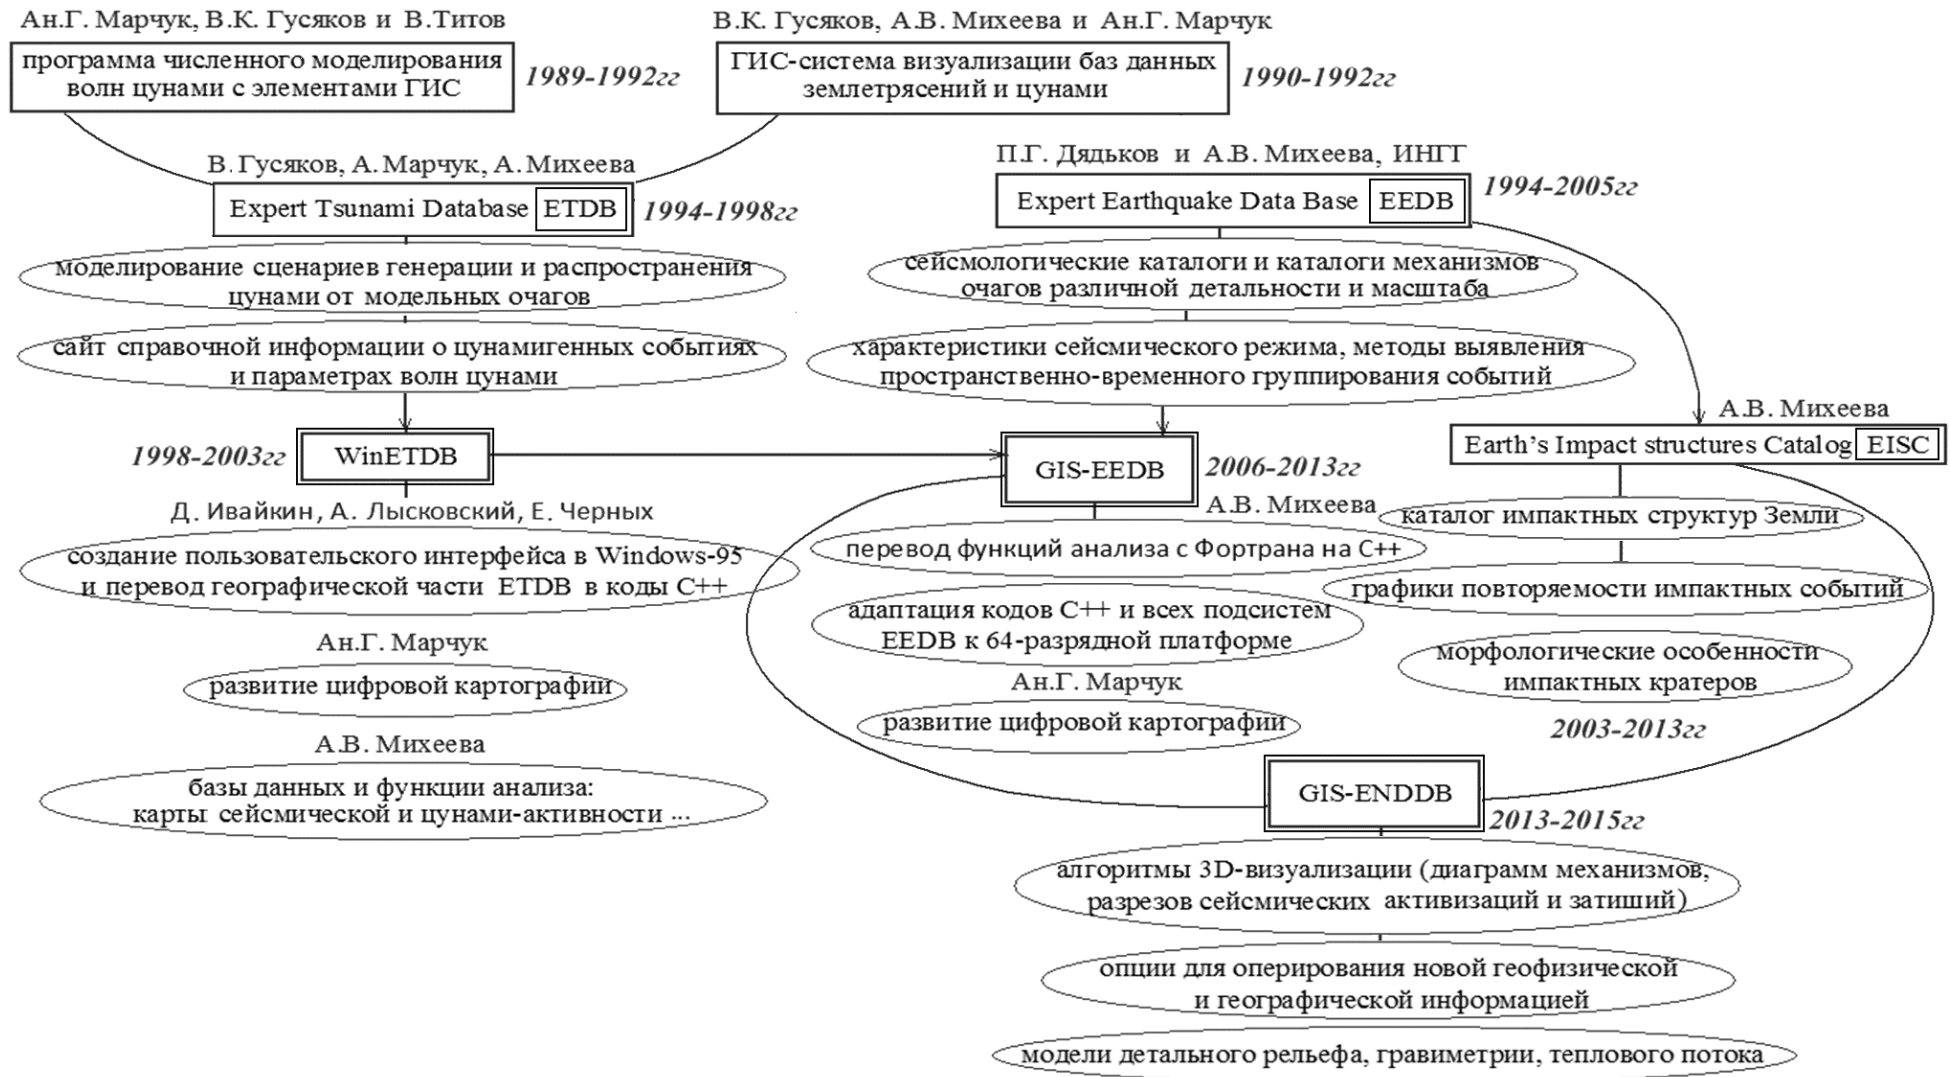 Ан.Г. Марчук, В.К. Гусяков и В.Титов
программа численного моделирования
волн цунами с элементами ГИС
1989-1992гг
В.К. Гусяков, А.В. Михеева и Ан.Г. Марчук
ГИС-система визуализации баз данных
землетрясений и цунами
1990-1992гг
В. Гусяков, А. Марчук, А. Михеева
Expert Tsunami Database ETDB
1994-1998гг
П.Г. Дядьков и А.В. Михеева, ИНГГ
Expert Earthquake Data Base EEDB
1994-2005гг
моделирование сценариев генерации и распространения
цунами от модельных очагов
сайт справочной информации о цунамигенных событиях
и параметрах волн цунами
сейсмологические каталоги и каталоги механизмов
очагов различной детальности и масштаба
характеристики сейсмического режима, методы выявления
пространственно-временного группирования событий
1998-2003гг
WinETDB
GIS-EEDB
2006-2013гг
А.В. Михеева
А.В. Михеева
Earth’s Impact structures Catalog EISC
Д. Ивайкин, А. Лысковский, Е. Черных
создание пользовательского интерфейса в Windows-95
и перевод географической части ETDB в коды C++
Ан.Г. Марчук
развитие цифровой картографии
А.В. Михеева
базы данных и функции анализа:
карты сейсмической и цунами-активности ...
перевод функций анализа с Фортрана на C++
адаптация кодов C++ и всех подсистем
EEDB к 64-разрядной платформе
Ан.Г. Марчук
развитие цифровой картографии
каталог импактных структур Земли
графики повторяемости импактных событий
морфологические особенности
импактных кратеров
2003-2013гг
GIS-ENDDB
2013-2015гг
алгоритмы 3D-визуализации (диаграмм механизмов,
разрезов сейсмических активизаций и затиший)
опции для оперирования новой геофизической
и географической информацией
модели детального рельефа, гравиметрии, теплового потока